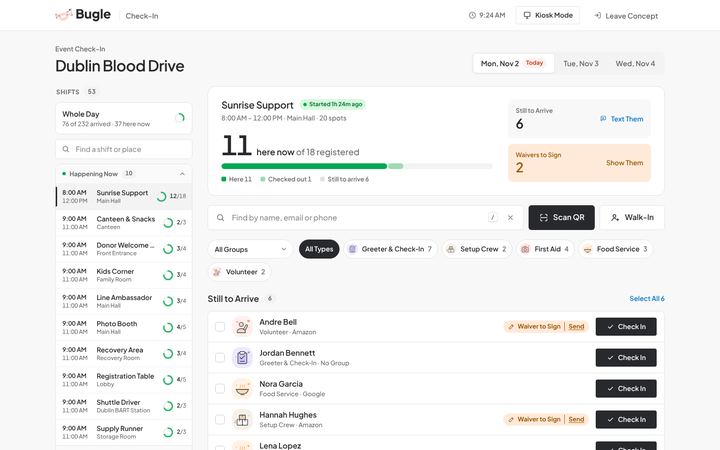 Bugle
Check-In
9:24 AM
Kiosk Mode
Leave Concept
Event Check-In
Dublin Blood Drive
Mon, Nov 2 Today
Tue, Nov 3
Wed, Nov 4
SHIFTS 53
Whole Day
76 of 232 arrived · 37 here now
Find a shift or place
Happening Now 10
8:00 AM Sunrise Support 12/18
12:00 PM Main Hall
9:00 AM Canteen & Snacks 2/3
11:00 AM Canteen
9:00 AM Donor Welcome ... 3/4
11:00 AM Front Entrance
9:00 AM Kids Corner 3/4
11:00 AM Family Room
9:00 AM Line Ambassador 3/4
11:00 AM Main Hall
9:00 AM Photo Booth 4/5
11:00 AM Main Hall
9:00 AM Recovery Area 3/4
11:00 AM Recovery Room
9:00 AM Registration Table 4/5
11:00 AM Lobby
9:00 AM Shuttle Driver 2/3
11:00 AM Dublin BART Station
9:00 AM Supply Runner 2/3
11:00 AM Storage Room
Sunrise Support Started 1h 24m ago
8:00 AM – 12:00 PM · Main Hall · 20 spots
11 here now of 18 registered
Here 11 Checked out 1 Still to arrive 6
Still to Arrive
6
Text Them
Waivers to Sign
2
Show Them
Find by name, email or phone /
Scan QR
Walk-In
All Groups
All Types
Greeter & Check-In 7
Setup Crew 2
First Aid 4
Food Service 3
Volunteer 2
Still to Arrive 6
Select All 6
Andre Bell
Volunteer · Amazon
Waiver to Sign | Send
Check In
Jordan Bennett
Greeter & Check-In · No Group
Check In
Nora Garcia
Food Service · Google
Check In
Hannah Hughes
Setup Crew · Amazon
Waiver to Sign | Send
Check In
Lena Lopez